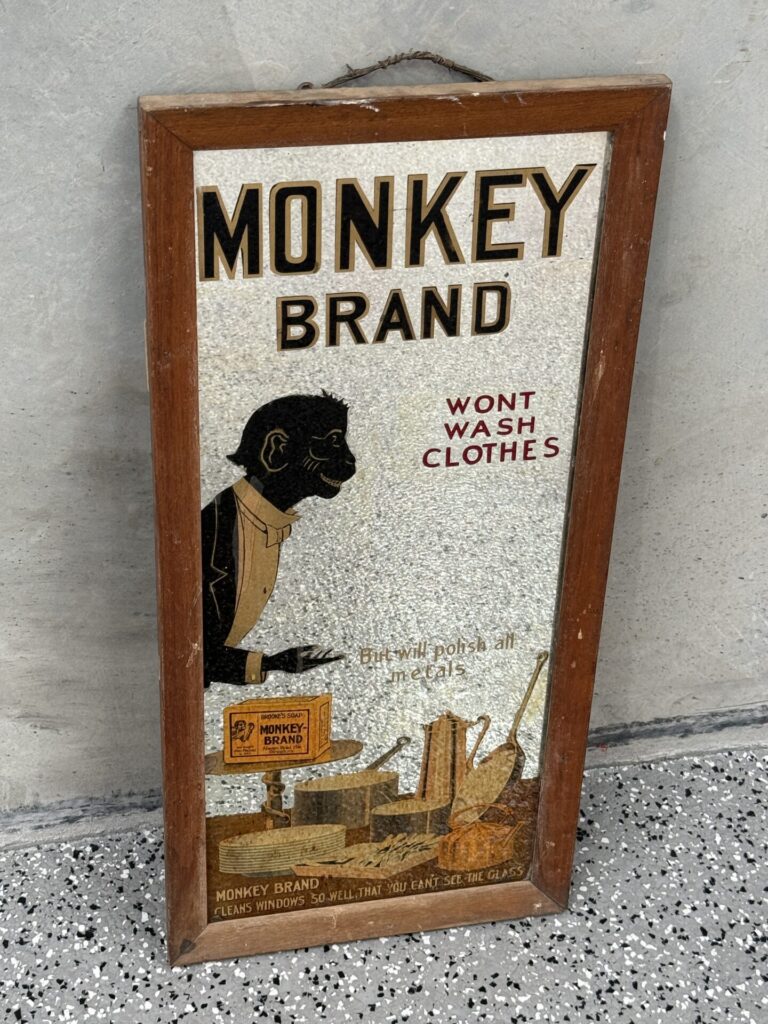 MONKEY
BRAND
WONT
WASH
CLOTHES
But will polish all
metals
BROOKE'S SOAP
MONKEY-
BRAND
MONKEY BRAND
CLEANS WINDOWS SO WELL, THAT YOU CAN'T SEE THE GLASS